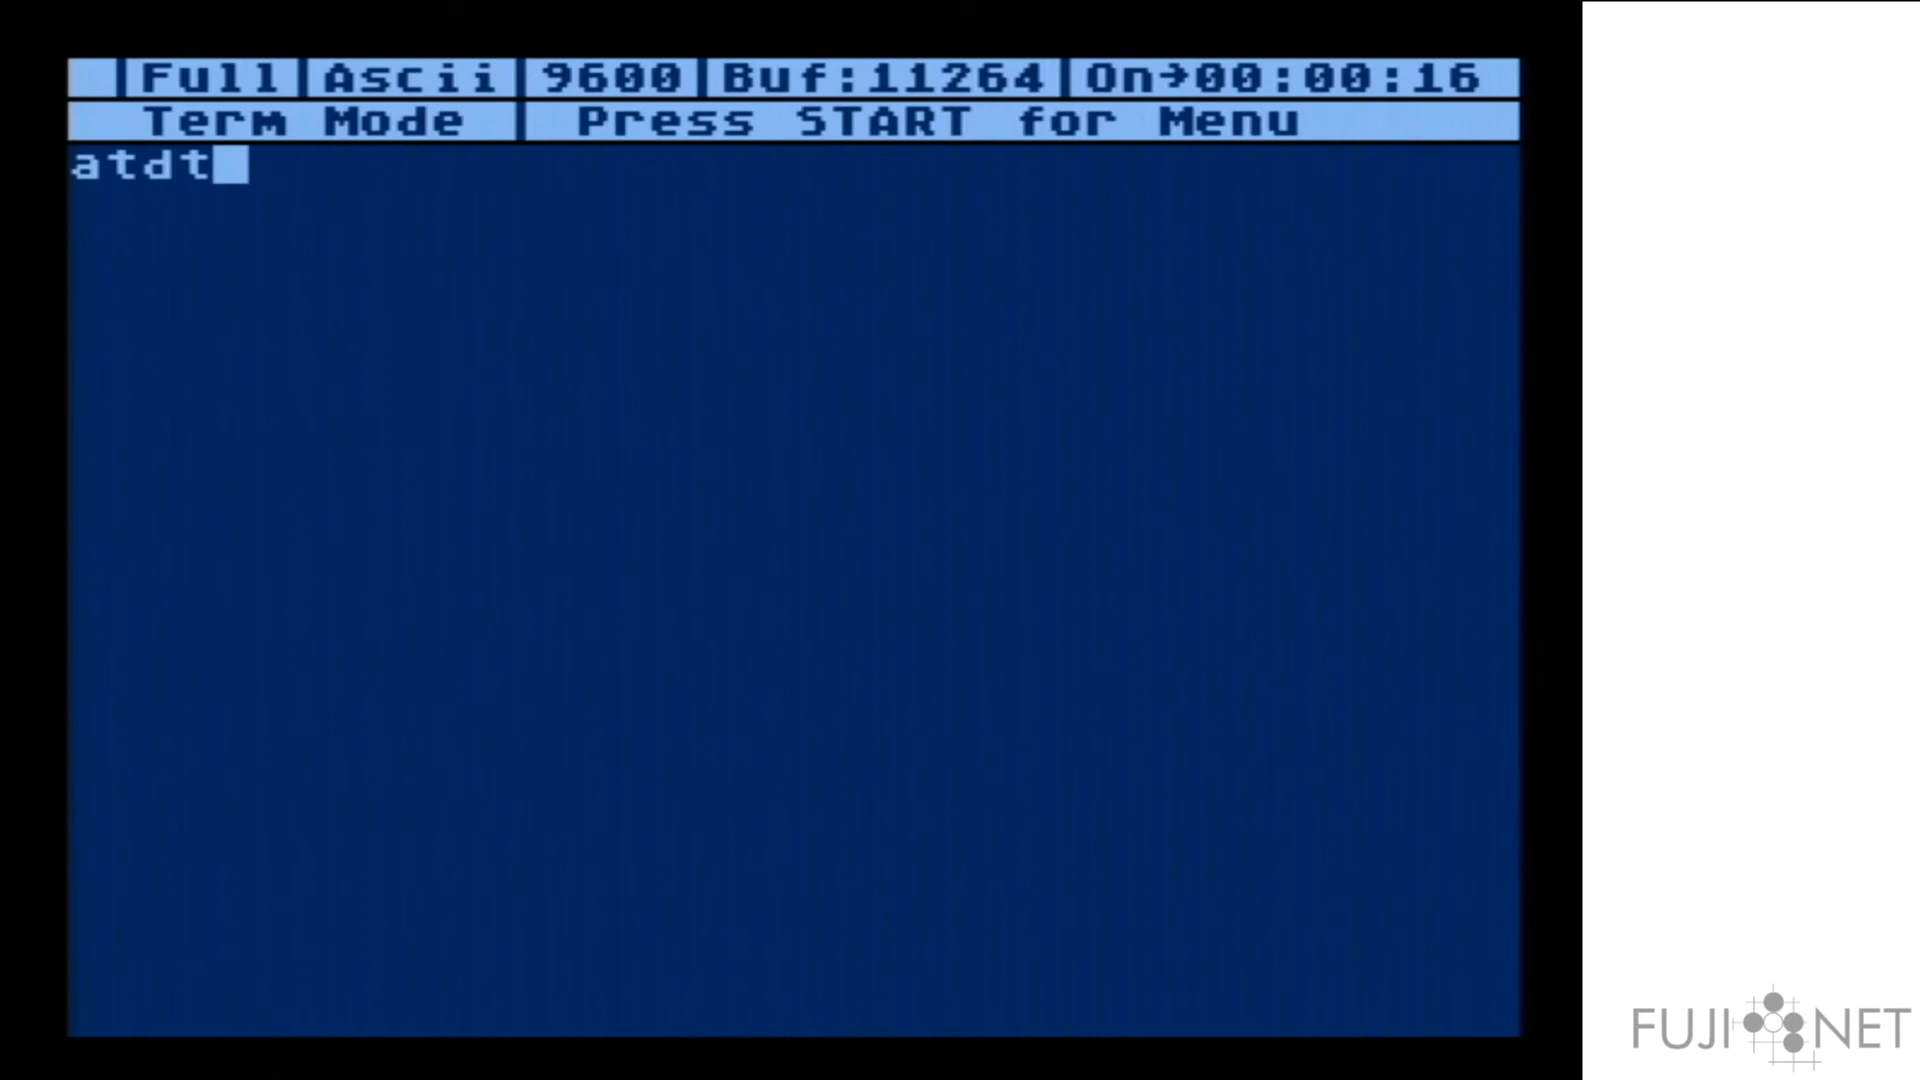 Full Ascii 9600 Buf:11264 On→00:00:16
Term Mode Press START for Menu
atdt
FUJINET